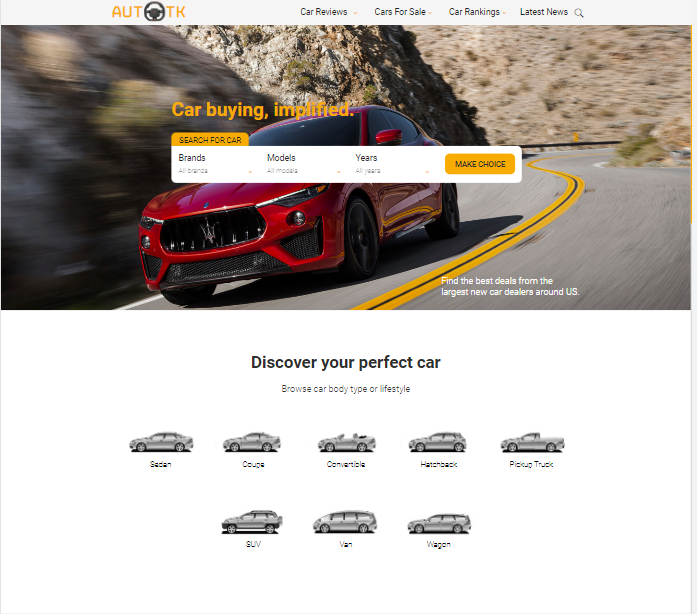 AUTOTK
Car Reviews Cars For Sale Car Rankings Latest News
Car buying, implified.
SEARCH FOR CAR
Brands Models Years
All brands All models All years
MAKE CHOICE
Find the best deals from the
largest new car dealers around US.
Discover your perfect car
Browse car body type or lifestyle
Sedan Coupe Convertible Hatchback Pickup Truck
SUV Van Wagon